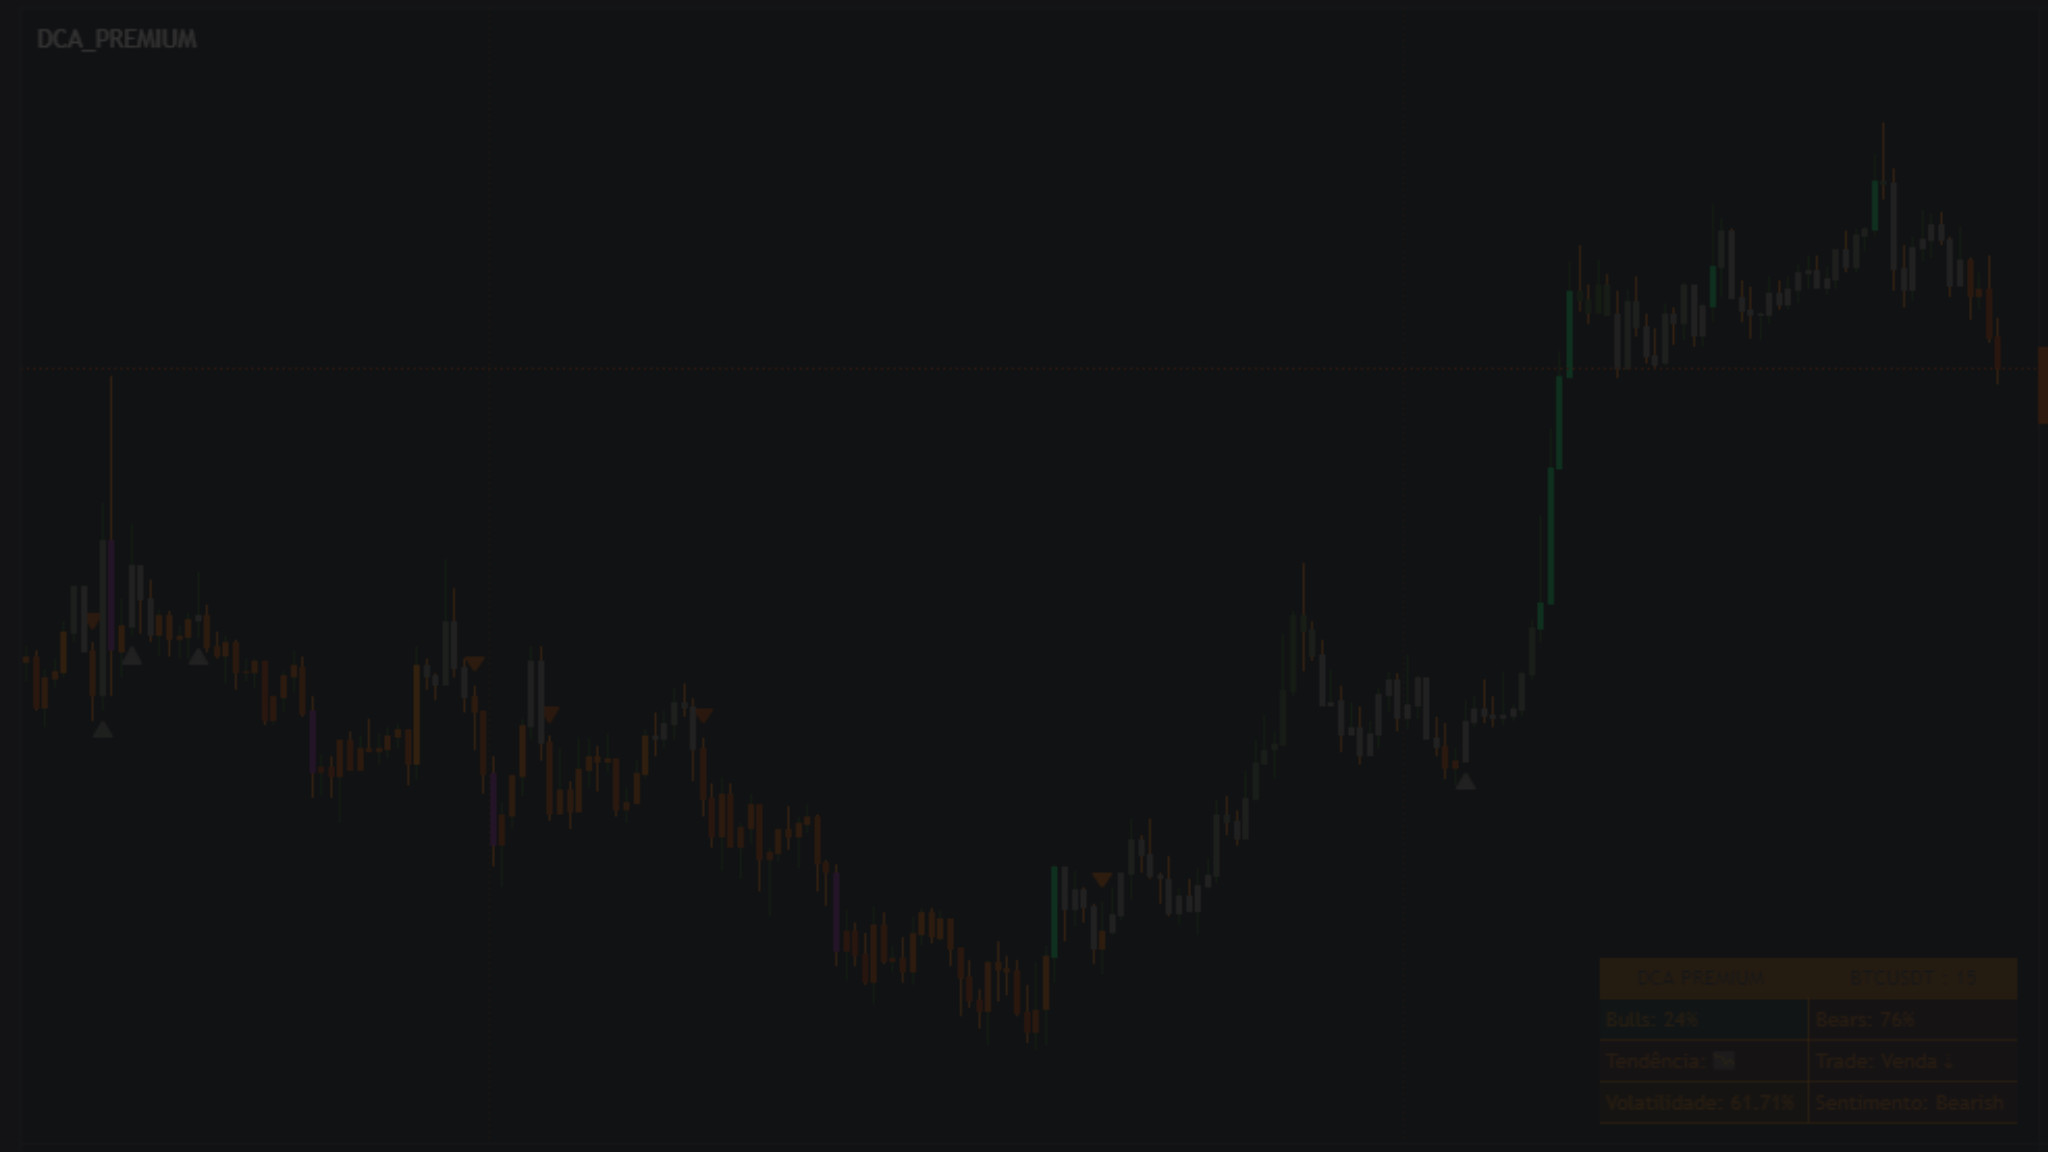 DCA_PREMIUM
DCA PREMIUM BTCUSDT - 15
Bulls: 24% Bears: 76%
Tendência: Trade: Venda
Volatilidade: 61.71% Sentimento: Bearish